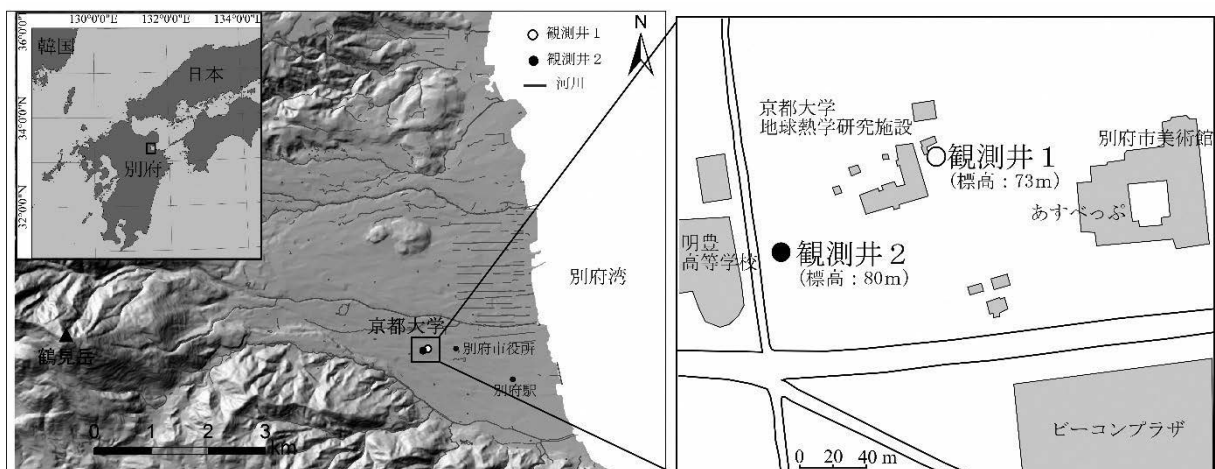 130°0'0"E
132°0'0"E
134°0'0"E
36°0'0"N
34°0'0"N
32°0'0"N
韓国
日本
別府
観測井1
観測井2
河川
N
別府湾
京都大学
別府市役所
別府駅
鶴見岳
0 1 2 3
km
京都大学
地球熱学研究施設
観測井1
(標高：73m)
別府市美術館
あすべっぷ
明豊
高等学校
観測井2
(標高：80m)
ビーコンプラザ
0 20 40 m